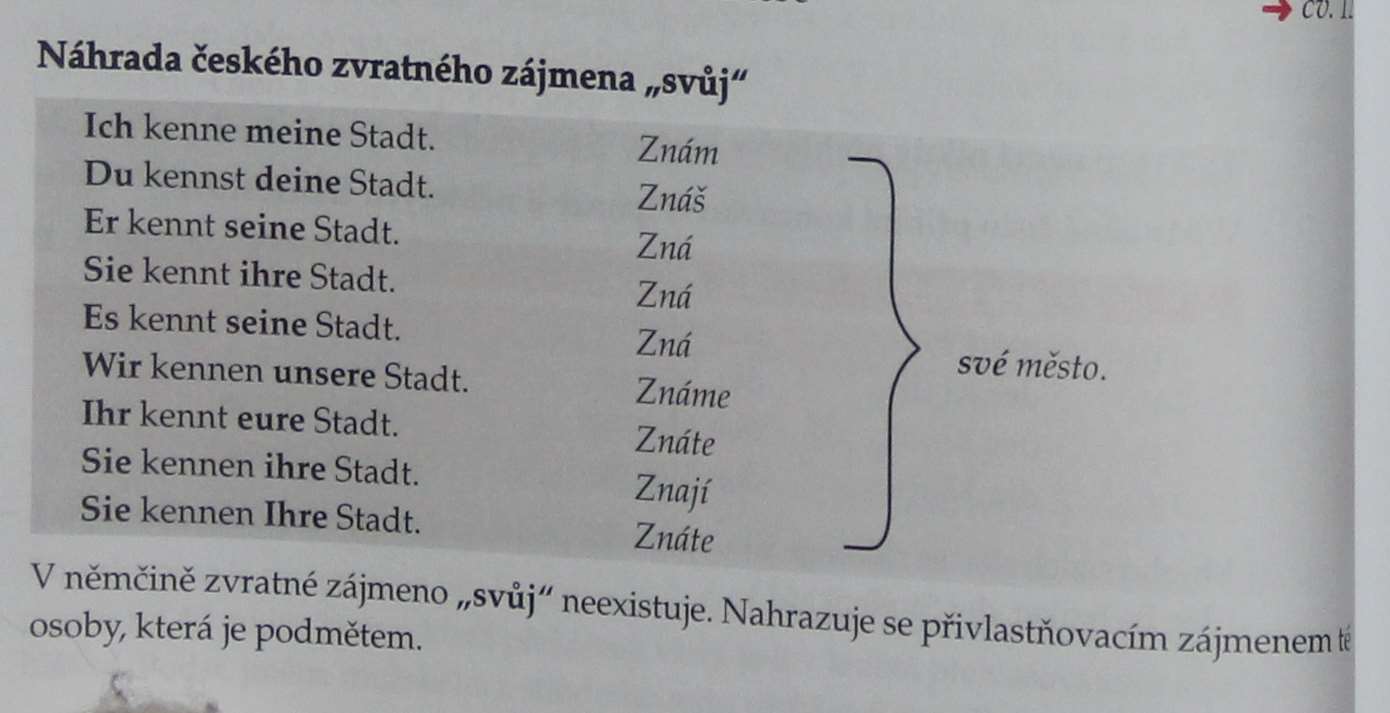 → cv. 1.
Náhrada českého zvratného zájmena „svůj“
Ich kenne meine Stadt. Znám
Du kennst deine Stadt. Znáš
Er kennt seine Stadt. Zná
Sie kennt ihre Stadt. Zná
Es kennt seine Stadt. Zná
Wir kennen unsere Stadt. Známe své město.
Ihr kennt eure Stadt. Znáte
Sie kennen ihre Stadt. Znají
Sie kennen Ihre Stadt. Znáte
V němčině zvratné zájmeno „svůj“ neexistuje. Nahrazuje se přivlastňovacím zájmenem té
osoby, která je podmětem.